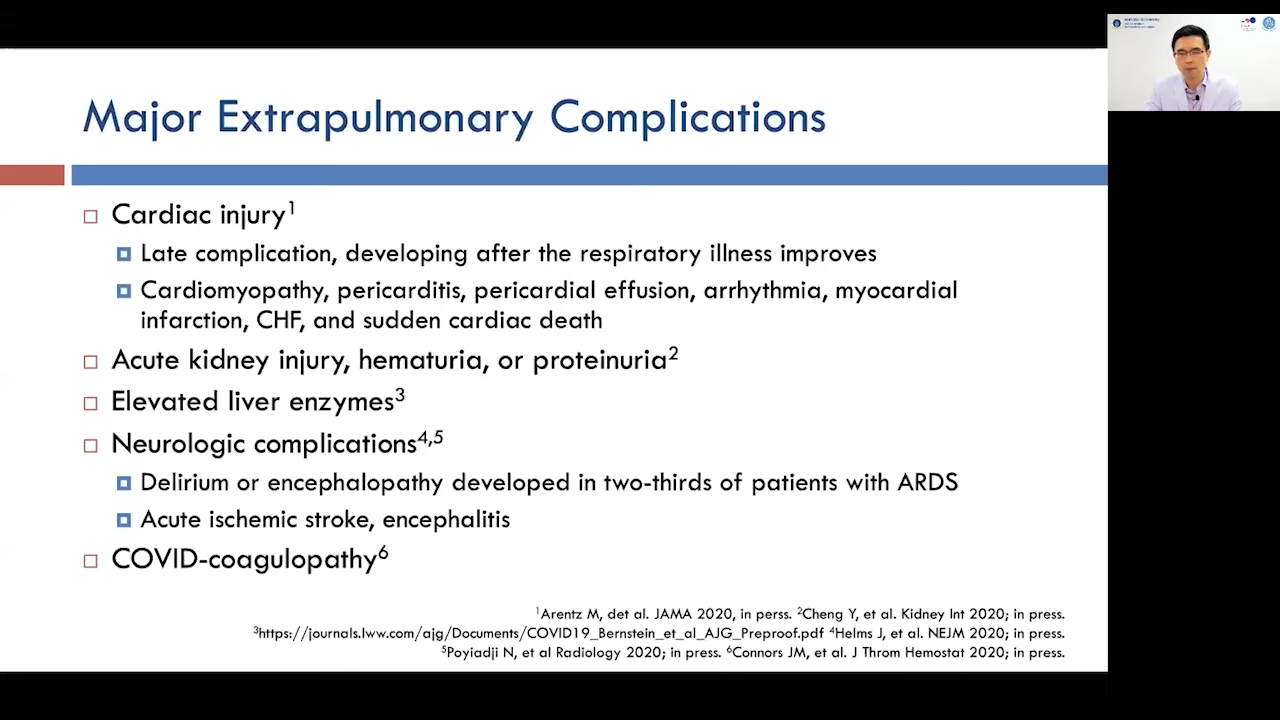 Major Extrapulmonary Complications
Cardiac injury1
Late complication, developing after the respiratory illness improves
Cardiomyopathy, pericarditis, pericardial effusion, arrhythmia, myocardial
infarction, CHF, and sudden cardiac death
Acute kidney injury, hematuria, or proteinuria2
Elevated liver enzymes3
Neurologic complications4,5
Delirium or encephalopathy developed in two-thirds of patients with ARDS
Acute ischemic stroke, encephalitis
COVID-coagulopathy6
1Arentz M, det al. JAMA 2020, in perss. 2Cheng Y, et al. Kidney Int 2020; in press.
3https://journals.lww.com/ajg/Documents/COVID19_Bernstein_et_al_AJG_Preproof.pdf 4Helms J, et al. NEJM 2020; in press.
5Poyiadji N, et al Radiology 2020; in press. 6Connors JM, et al. J Throm Hemostat 2020; in press.